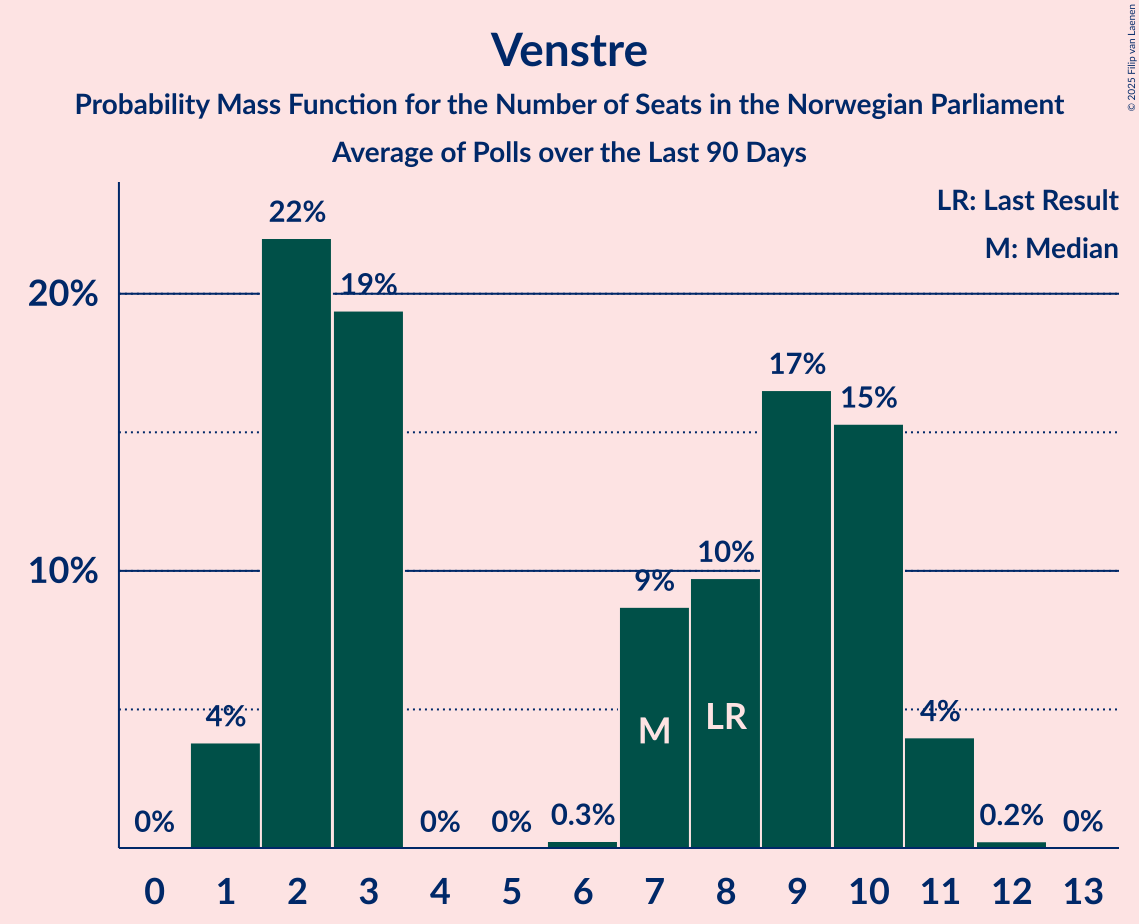 Venstre
Probability Mass Function for the Number of Seats in the Norwegian Parliament
Average of Polls over the Last 90 Days
© 2025 Filip van Laenen
LR: Last Result
M: Median
20%
10%
0%
4%
22%
19%
0%
0%
0.3%
9%
10%
17%
15%
4%
0.2%
0%
M
LR
0 1 2 3 4 5 6 7 8 9 10 11 12 13